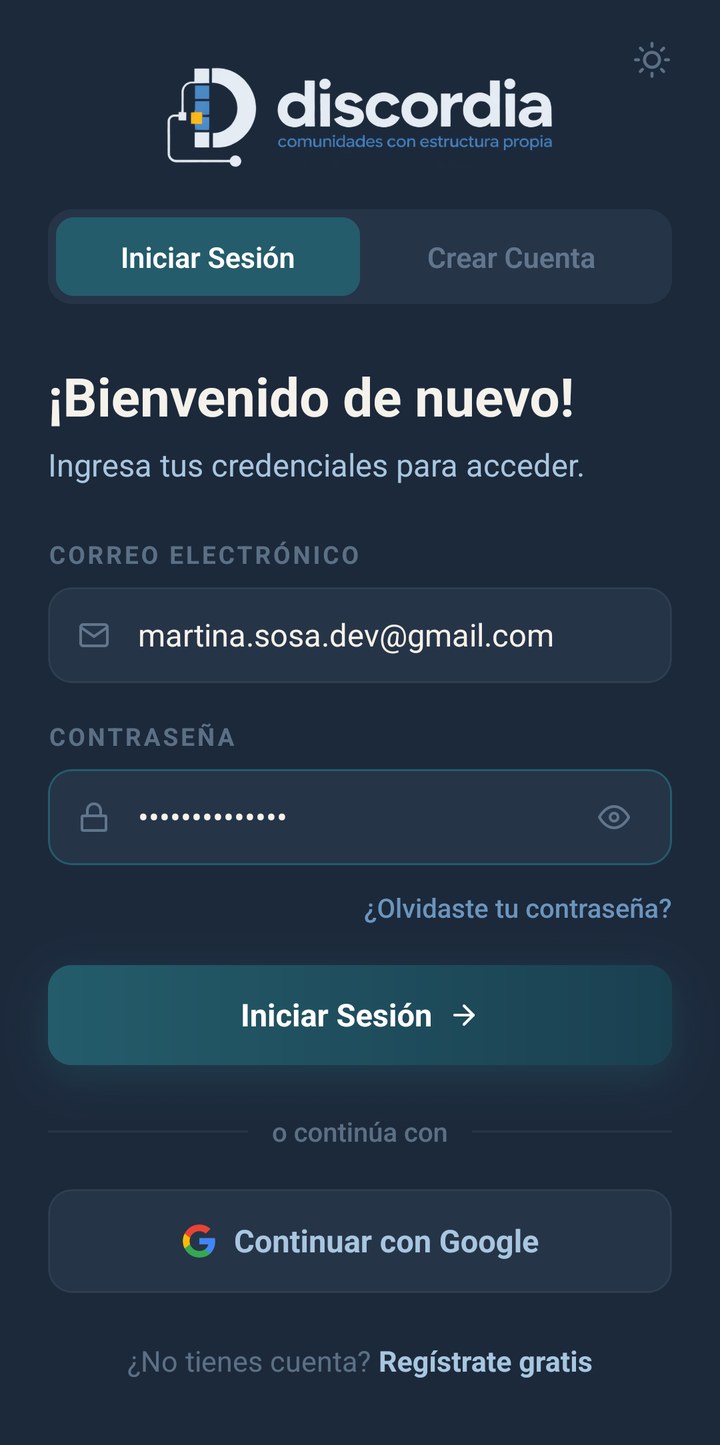 discordia
comunidades con estructura propia
Iniciar Sesión
Crear Cuenta
¡Bienvenido de nuevo!
Ingresa tus credenciales para acceder.
CORREO ELECTRÓNICO
martina.sosa.dev@gmail.com
CONTRASEÑA
••••••••••••••
¿Olvidaste tu contraseña?
Iniciar Sesión →
o continúa con
Continuar con Google
¿No tienes cuenta? Regístrate gratis